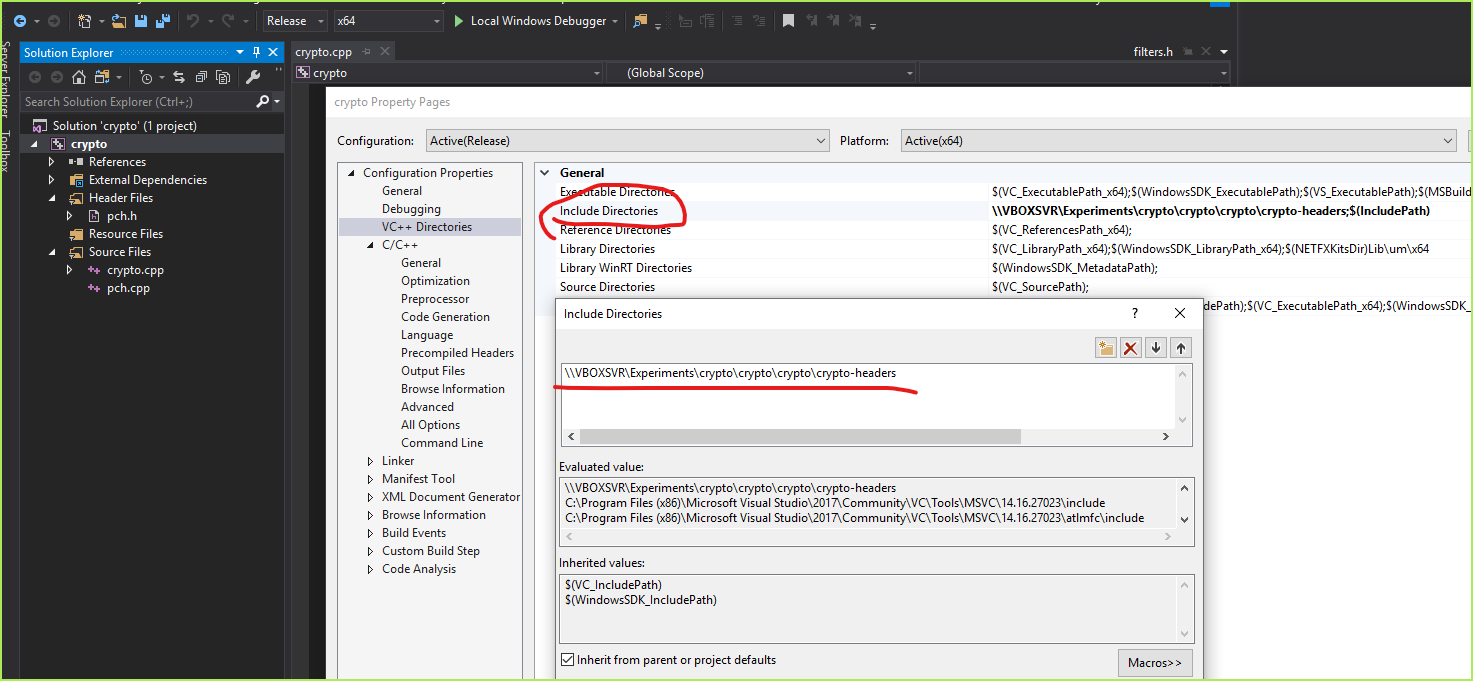 Release x64 Local Windows Debugger
Server Explorer
Toolbox
Solution Explorer
Search Solution Explorer (Ctrl+;)
Solution 'crypto' (1 project)
crypto
References
External Dependencies
Header Files
pch.h
Resource Files
Source Files
crypto.cpp
pch.cpp
crypto.cpp filters.h
crypto (Global Scope)
crypto Property Pages
Configuration: Active(Release) Platform: Active(x64)
Configuration Properties
General
Debugging
VC++ Directories
C/C++
General
Optimization
Preprocessor
Code Generation
Language
Precompiled Headers
Output Files
Browse Information
Advanced
All Options
Command Line
Linker
Manifest Tool
XML Document Generator
Browse Information
Build Events
Custom Build Step
Code Analysis
General
Executable Directories $(VC_ExecutablePath_x64);$(WindowsSDK_ExecutablePath);$(VS_ExecutablePath);$(MSBuild
Include Directories \\VBOXSVR\Experiments\crypto\crypto\crypto\crypto-headers;$(IncludePath)
Reference Directories $(VC_ReferencesPath_x64);
Library Directories $(VC_LibraryPath_x64);$(WindowsSDK_LibraryPath_x64);$(NETFXKitsDir)Lib\um\x64
Library WinRT Directories $(WindowsSDK_MetadataPath);
Source Directories $(VC_SourcePath);
udePath);$(VC_ExecutablePath_x64);$(WindowsSDK_
Include Directories ?
\\VBOXSVR\Experiments\crypto\crypto\crypto\crypto-headers
Evaluated value:
\\VBOXSVR\Experiments\crypto\crypto\crypto\crypto-headers
C:\Program Files (x86)\Microsoft Visual Studio\2017\Community\VC\Tools\MSVC\14.16.27023\include
C:\Program Files (x86)\Microsoft Visual Studio\2017\Community\VC\Tools\MSVC\14.16.27023\atlmfc\include
Inherited values:
$(VC_IncludePath)
$(WindowsSDK_IncludePath)
Inherit from parent or project defaults
Macros>>